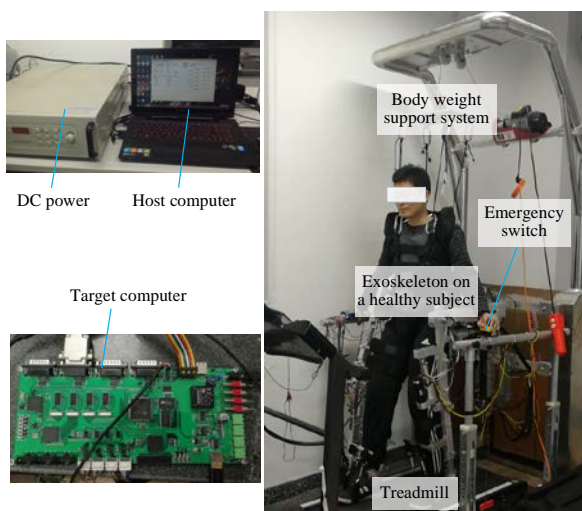 Body weight
support system
DC power
Host computer
Emergency
switch
Exoskeleton on
a healthy subject
Target computer
Treadmill